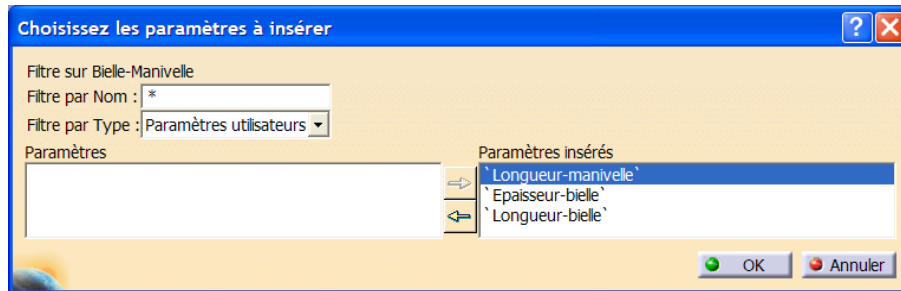 Choisissez les paramètres à insérer
?
Filtre sur Bielle-Manivelle
Filtre par Nom : *
Filtre par Type : Paramètres utilisateurs
Paramètres
Paramètres insérés
`Longueur-manivelle`
`Epaisseur-bielle`
`Longueur-bielle`
OK
Annuler